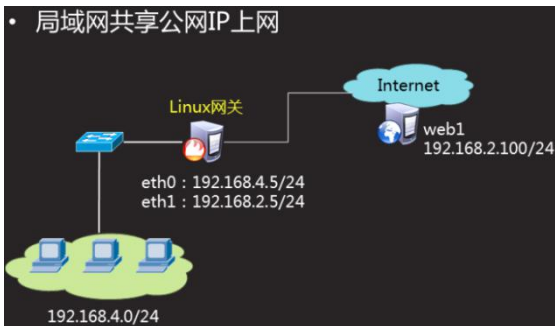 • 局域网共享公网IP上网
Internet
Linux网关
web1
192.168.2.100/24
eth0：192.168.4.5/24
eth1：192.168.2.5/24
192.168.4.0/24